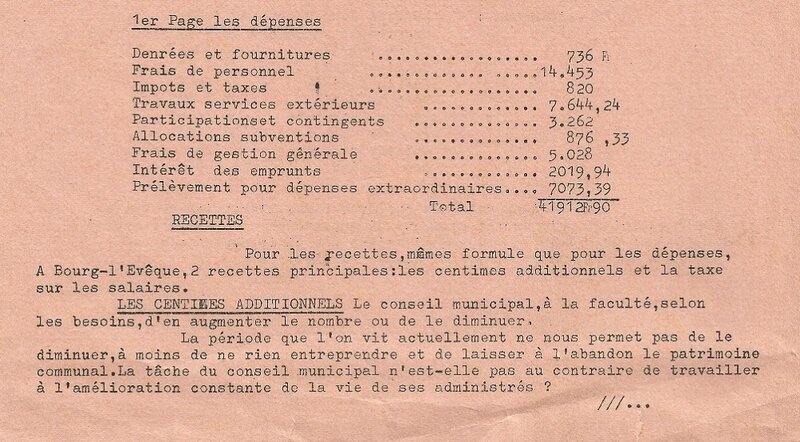 1er Page les dépenses
Denrées et fournitures .................. 736 Fr
Frais de personnel .................. 14.453
Impots et taxes .................. 820
Travaux services extérieurs ............. 7.644,24
Participationset contingents ............. 3.262
Allocations subventions ............. 876 ,33
Frais de gestion générale ............. 5.028
Intérêt des emprunts ............. 2019,94
Prélèvement pour dépenses extraordinaires.... 7073,39
Total 41912Fr90
RECETTES
Pour les recettes,mêmes formule que pour les dépenses,
A Bourg-l'Evêque,2 recettes principales:les centimes additionnels et la taxe
sur les salaires.
LES CENTIMES ADDITIONNELS Le conseil municipal,à la faculté,selon
les besoins,d'en augmenter le nombre ou de le diminuer.
La période que l'on vit actuellement ne nous permet pas de le
diminuer,à moins de ne rien entreprendre et de laisser à l'abandon le patrimoine
communal.La tâche du conseil municipal n'est-elle pas au contraire de travailler
à l'amélioration constante de la vie de ses administrés ?
///...